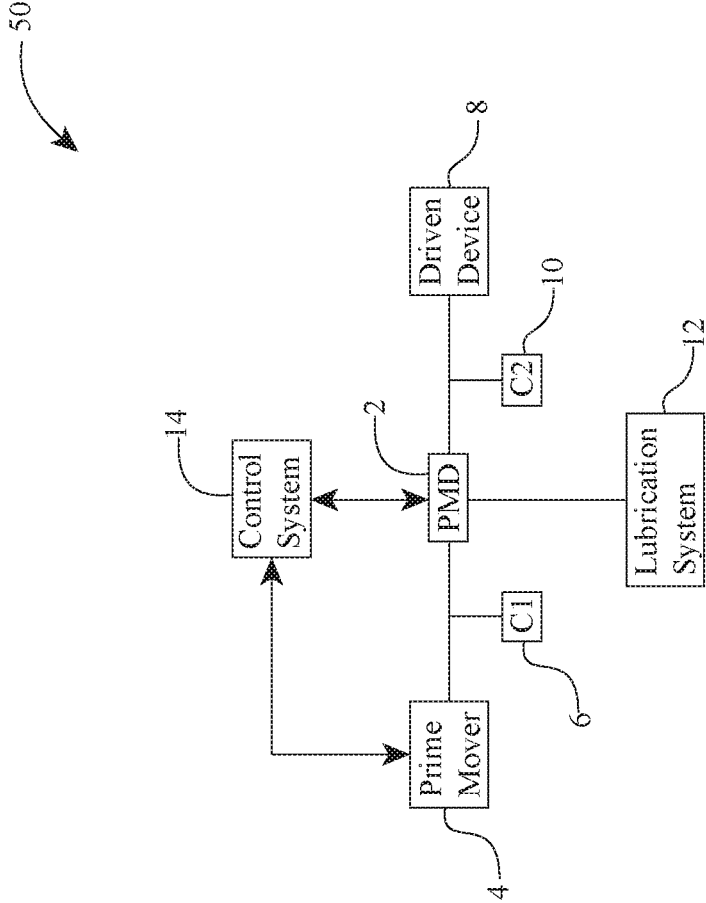 50
14
Control
System
Prime
Mover
4
C1
6
2
PMD
C2
10
Driven
Device
8
Lubrication
System
12